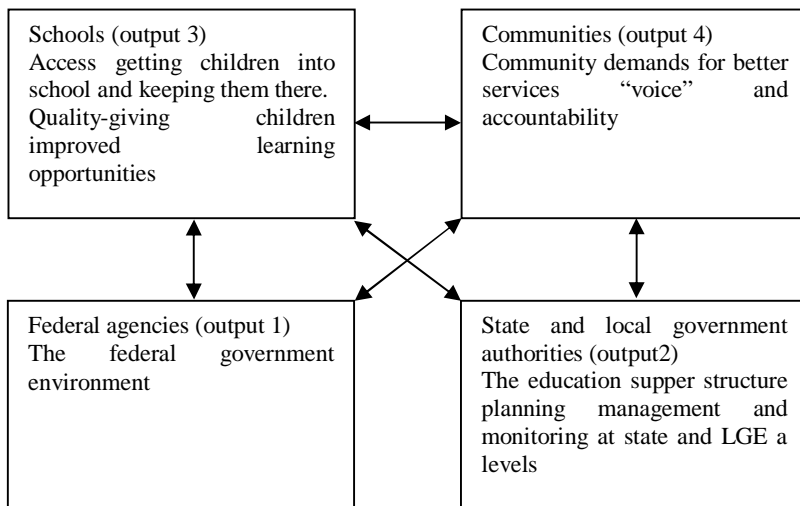 Schools (output 3)
Access getting children into
school and keeping them there.
Quality-giving children
improved learning
opportunities
Communities (output 4)
Community demands for better
services “voice” and
accountability
Federal agencies (output 1)
The federal government
environment
State and local government
authorities (output2)
The education supper structure
planning management and
monitoring at state and LGE a
levels